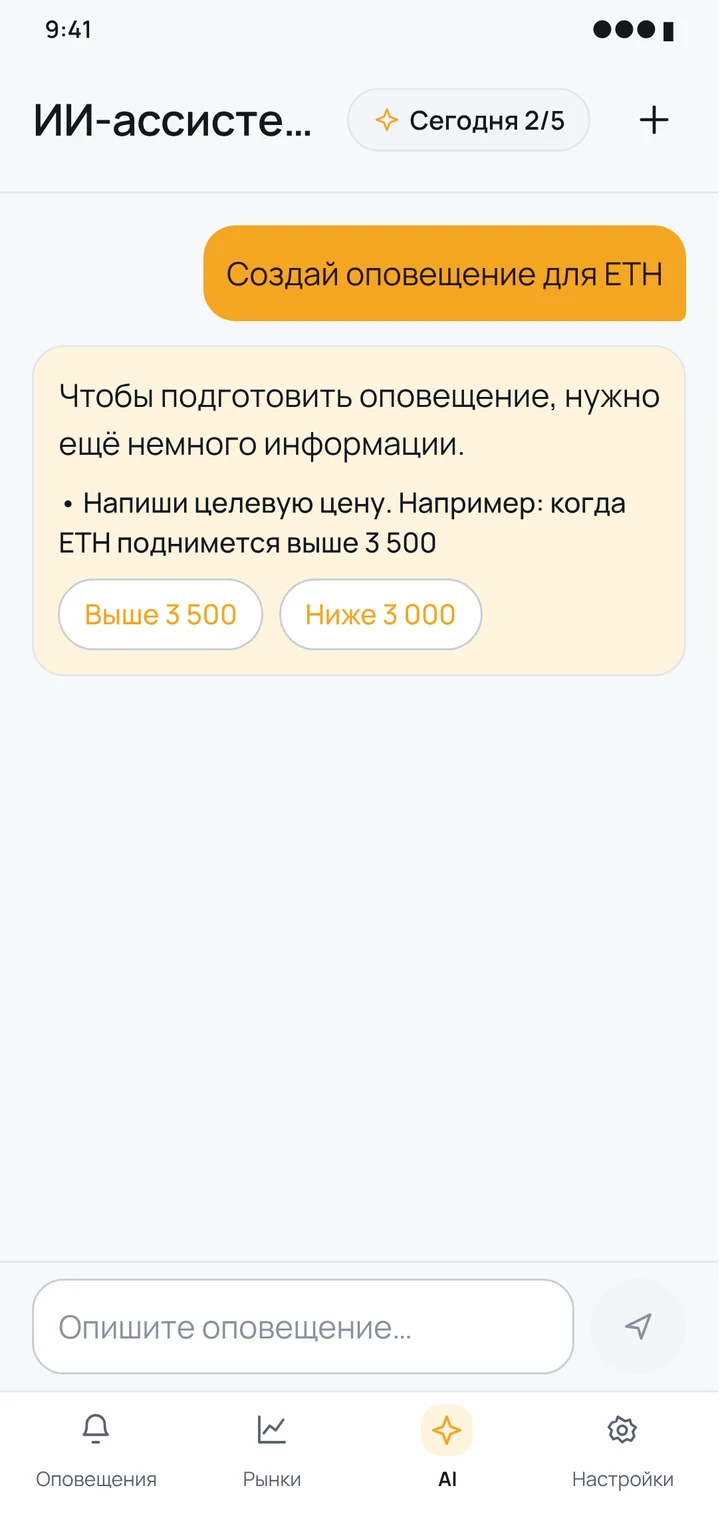 9:41
ИИ-ассисте...
Сегодня 2/5
Создай оповещение для ETH
Чтобы подготовить оповещение, нужно
ещё немного информации.
• Напиши целевую цену. Например: когда
ETH поднимется выше 3 500
Выше 3 500
Ниже 3 000
Опишите оповещение...
Оповещения
Рынки
AI
Настройки